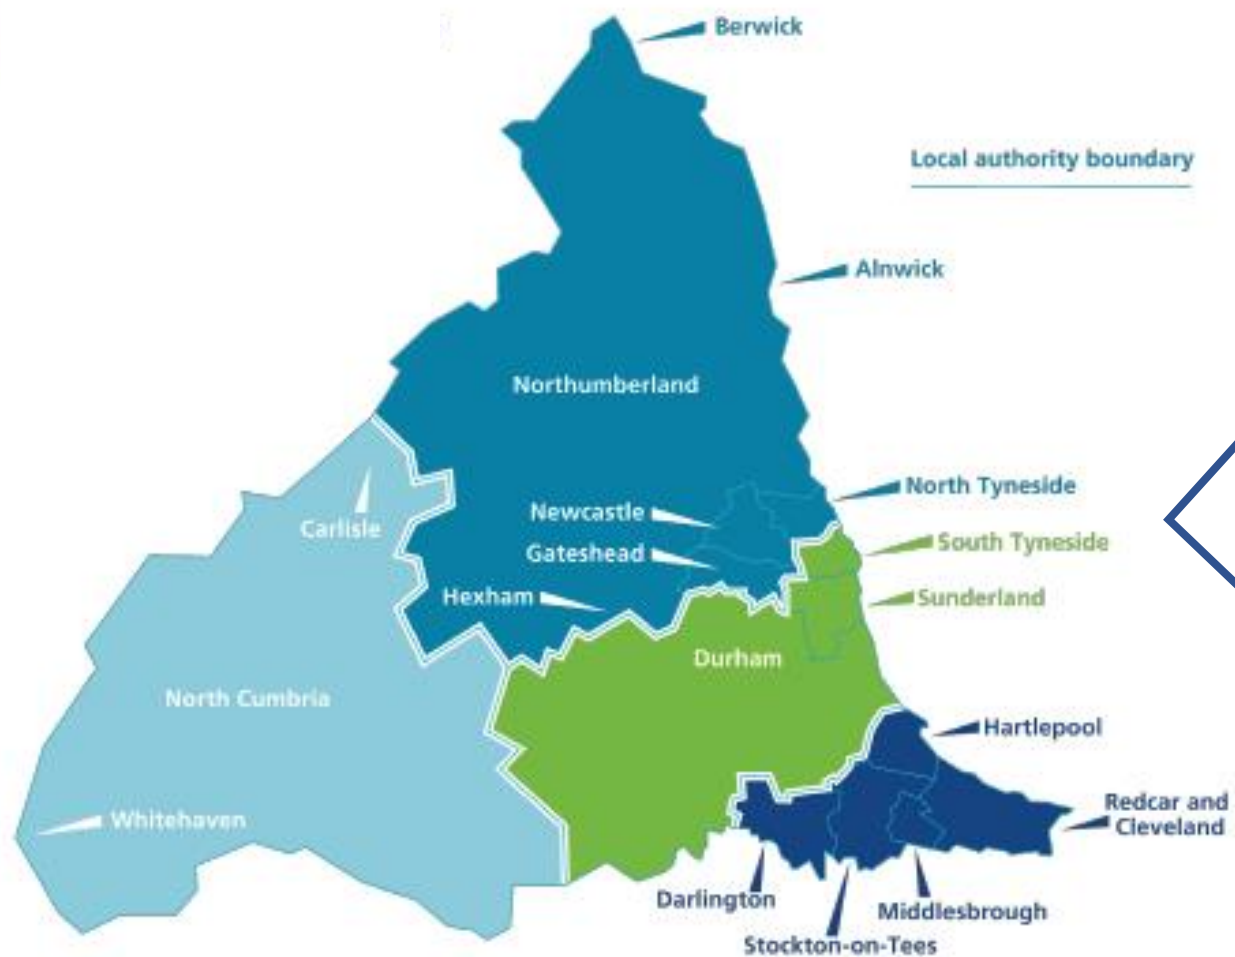 Berwick
Local authority boundary
Alnwick
Northumberland
North Tyneside
Newcastle
Carlisle
South Tyneside
Gateshead
Hexham
Sunderland
Durham
North Cumbria
Hartlepool
Redcar and
Cleveland
Whitehaven
Darlington
Middlesbrough
Stockton-on-Tees